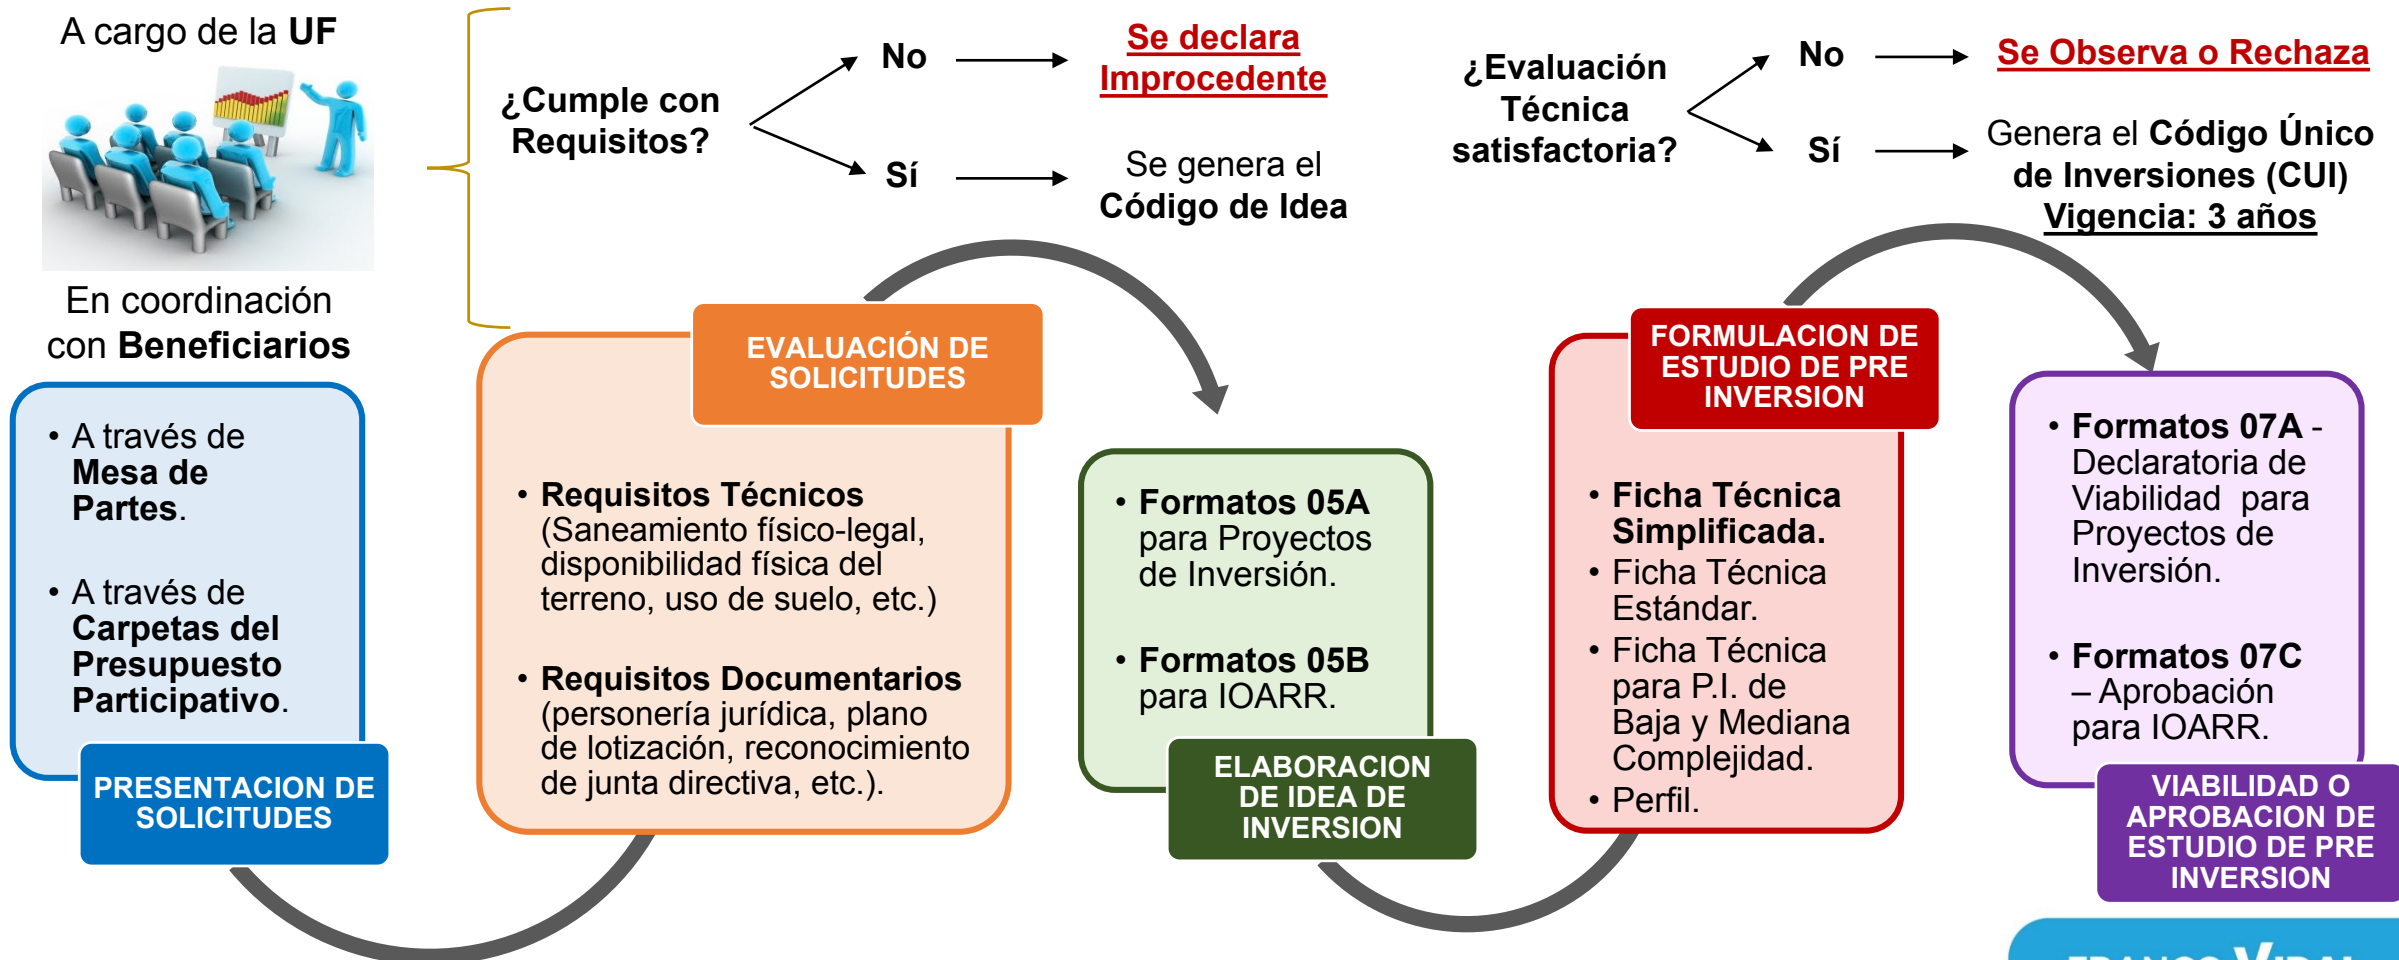 A cargo de la UF
En coordinación
con Beneficiarios
¿Cumple con
Requisitos?
No
Se declara
Improcedente
Sí
Se genera el
Código de Idea
¿Evaluación
Técnica
satisfactoria?
No
Se Observa o Rechaza
Sí
Genera el Código Único
de Inversiones (CUI)
Vigencia: 3 años
• A través de
Mesa de
Partes.
• A través de
Carpetas del
Presupuesto
Participativo.
PRESENTACION DE
SOLICITUDES
EVALUACIÓN DE
SOLICITUDES
• Requisitos Técnicos
(Saneamiento físico-legal,
disponibilidad física del
terreno, uso de suelo, etc.)
• Requisitos Documentarios
(personería jurídica, plano
de lotización, reconocimiento
de junta directiva, etc.).
• Formatos 05A
para Proyectos
de Inversión.
• Formatos 05B
para IOARR.
ELABORACION
DE IDEA DE
INVERSION
FORMULACION DE
ESTUDIO DE PRE
INVERSION
• Ficha Técnica
Simplificada.
• Ficha Técnica
Estándar.
• Ficha Técnica
para P.I. de
Baja y Mediana
Complejidad.
• Perfil.
• Formatos 07A -
Declaratoria de
Viabilidad para
Proyectos de
Inversión.
• Formatos 07C
– Aprobación
para IOARR.
VIABILIDAD O
APROBACION DE
ESTUDIO DE PRE
INVERSION
FRANCO VIDAL